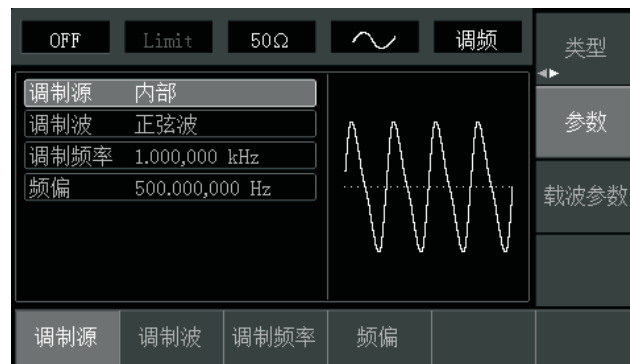 OFF Limit 50Ω 调频 类型
调制源 内部
调制波 正弦波
调制频率 1.000,000 kHz
频偏 500.000,000 Hz
参数
载波参数
调制源 调制波 调制频率 频偏